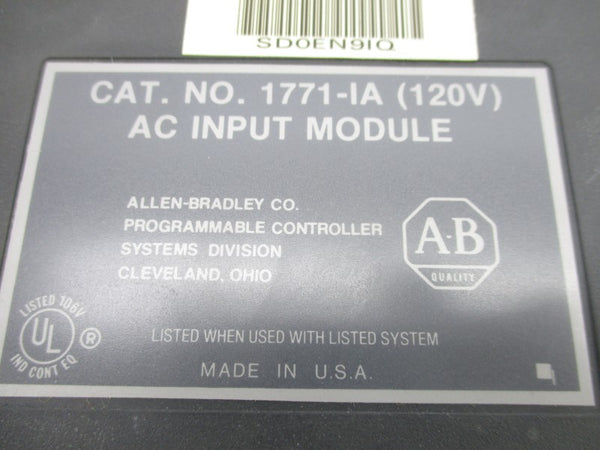 SD0EN9IQ
CAT. NO. 1771-IA (120V)
AC INPUT MODULE
ALLEN-BRADLEY CO.
PROGRAMMABLE CONTROLLER
SYSTEMS DIVISION
CLEVELAND, OHIO
A·B
QUALITY
LISTED 106V
UL ®
IND CONT EQ
LISTED WHEN USED WITH LISTED SYSTEM
MADE IN U.S.A.